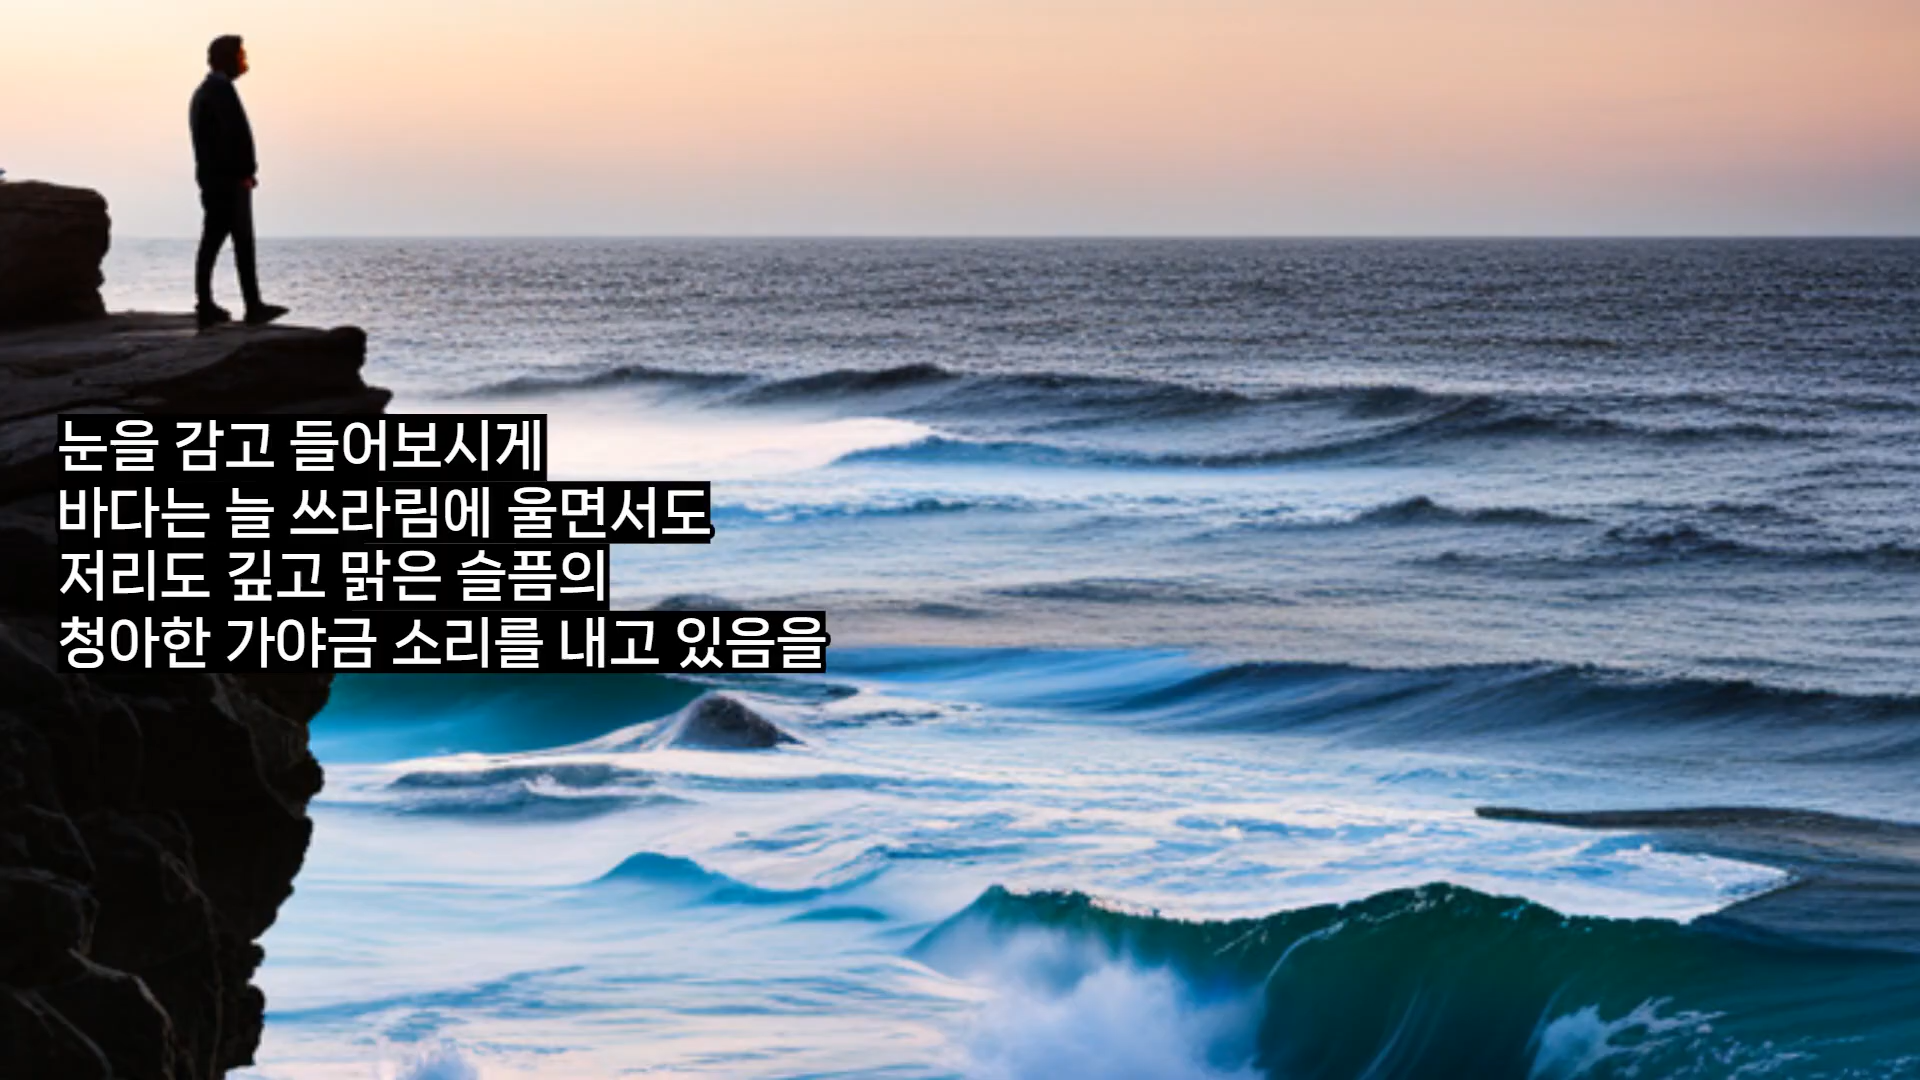 눈을 감고 들어보시게
바다는 늘 쓰라림에 울면서도
저리도 깊고 맑은 슬픔의
청아한 가야금 소리를 내고 있음을